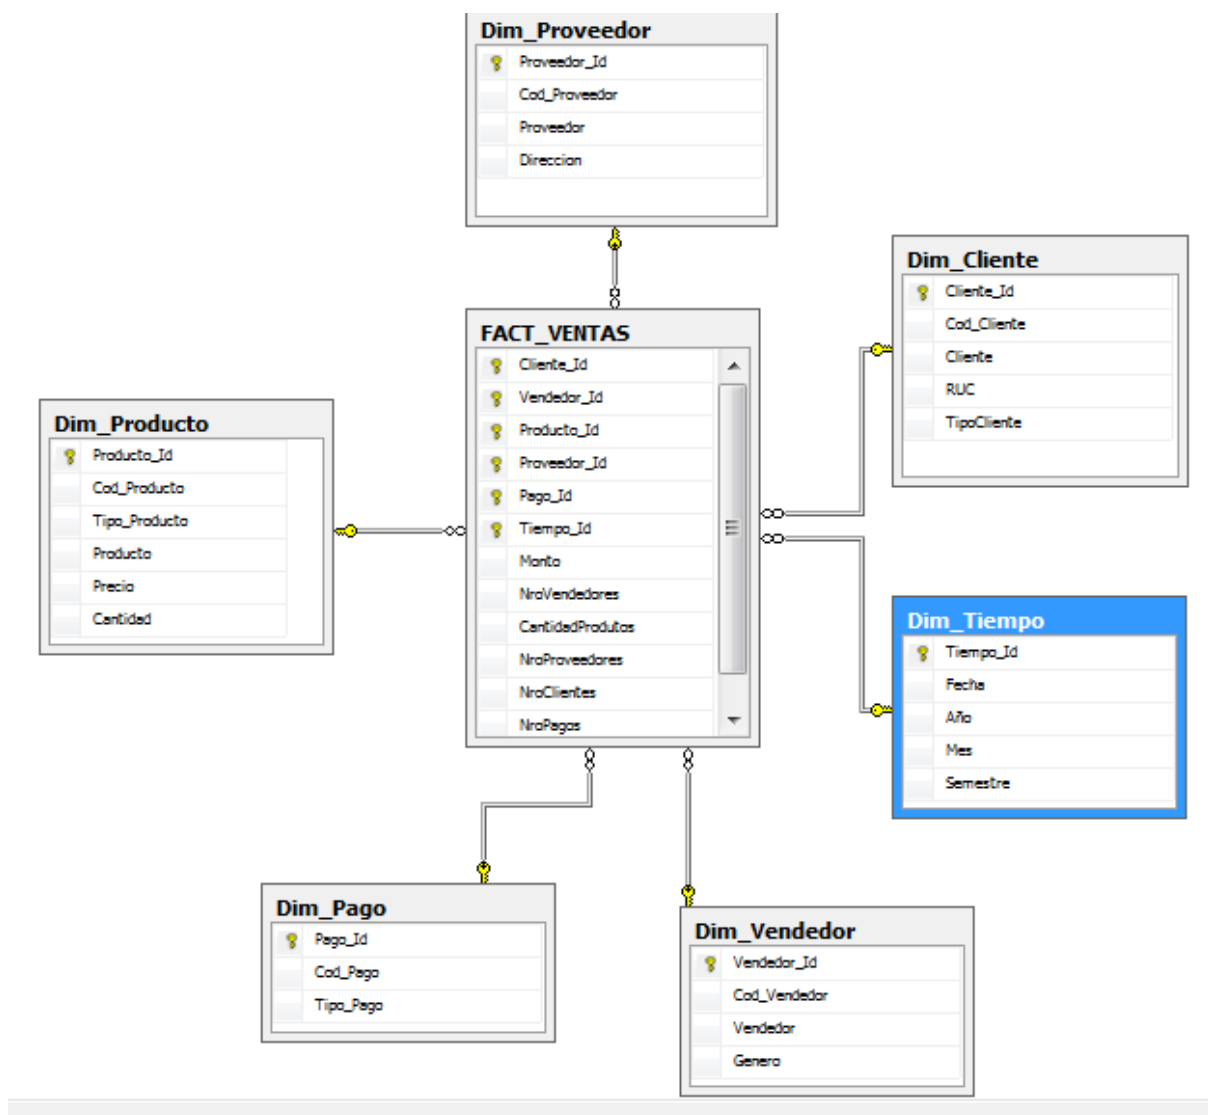 Dim_Proveedor
Proveedor_Id
Cod_Proveedor
Proveedor
Direccion
Dim_Cliente
Cliente_Id
Cod_Cliente
Cliente
RUC
TipoCliente
FACT_VENTAS
Cliente_Id
Vendedor_Id
Producto_Id
Proveedor_Id
Pago_Id
Tiempo_Id
Monto
NroVendedores
CantidadProdutos
NroProveedores
NroClientes
NroPagos
Dim_Producto
Producto_Id
Cod_Producto
Tipo_Producto
Producto
Precio
Cantidad
Dim_Tiempo
Tiempo_Id
Fecha
Año
Mes
Semestre
Dim_Pago
Pago_Id
Cod_Pago
Tipo_Pago
Dim_Vendedor
Vendedor_Id
Cod_Vendedor
Vendedor
Genero